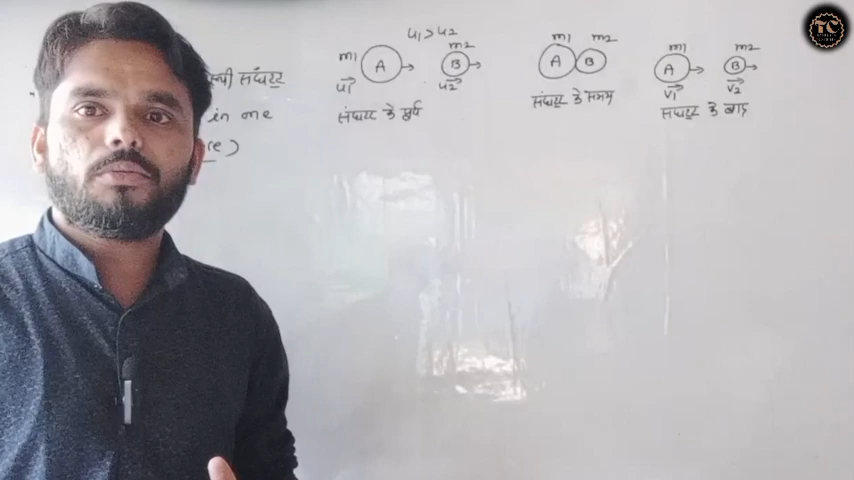 संघट्ट
in one
e)
u1 > u2
m1 A m2 B
u1 u2
संघट्ट के पूर्व
m1 m2
A B
संघट्ट के समय
m1 m2
A B
v1 v2
संघट्ट के बाद
TC